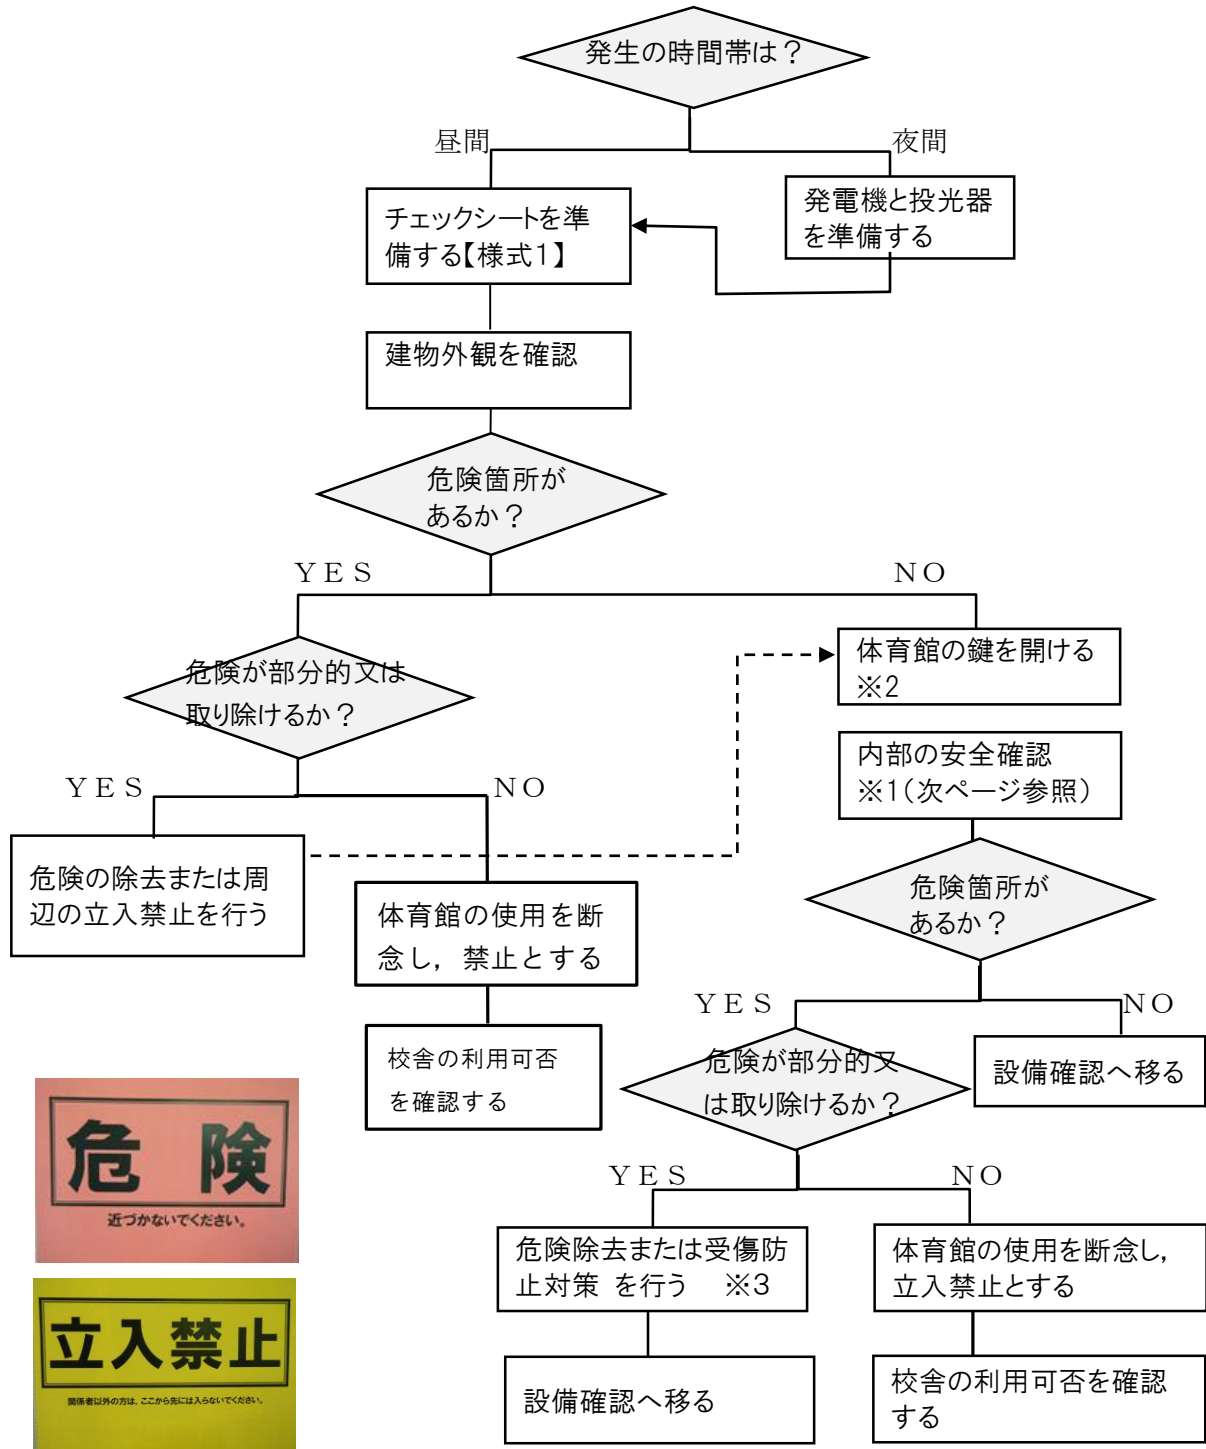 発生の時間帯は？
昼間
夜間
チェックシートを準
備する【様式1】
発電機と投光器
を準備する
建物外観を確認
危険箇所が
あるか？
ＹＥＳ
ＮＯ
危険が部分的又は
取り除けるか？
体育館の鍵を開ける
※2
内部の安全確認
※1（次ページ参照）
ＹＥＳ
ＮＯ
危険の除去または周
辺の立入禁止を行う
体育館の使用を断
念し，禁止とする
危険箇所が
あるか？
ＹＥＳ
ＮＯ
校舎の利用可否
を確認する
危険が部分的又
は取り除けるか？
設備確認へ移る
危険
近づかないでください。
ＹＥＳ
ＮＯ
危険除去または受傷防
止対策 を行う　※3
体育館の使用を断念し，
立入禁止とする
立入禁止
関係者以外の方は、ここから先には入らないでください。
設備確認へ移る
校舎の利用可否を確認
する